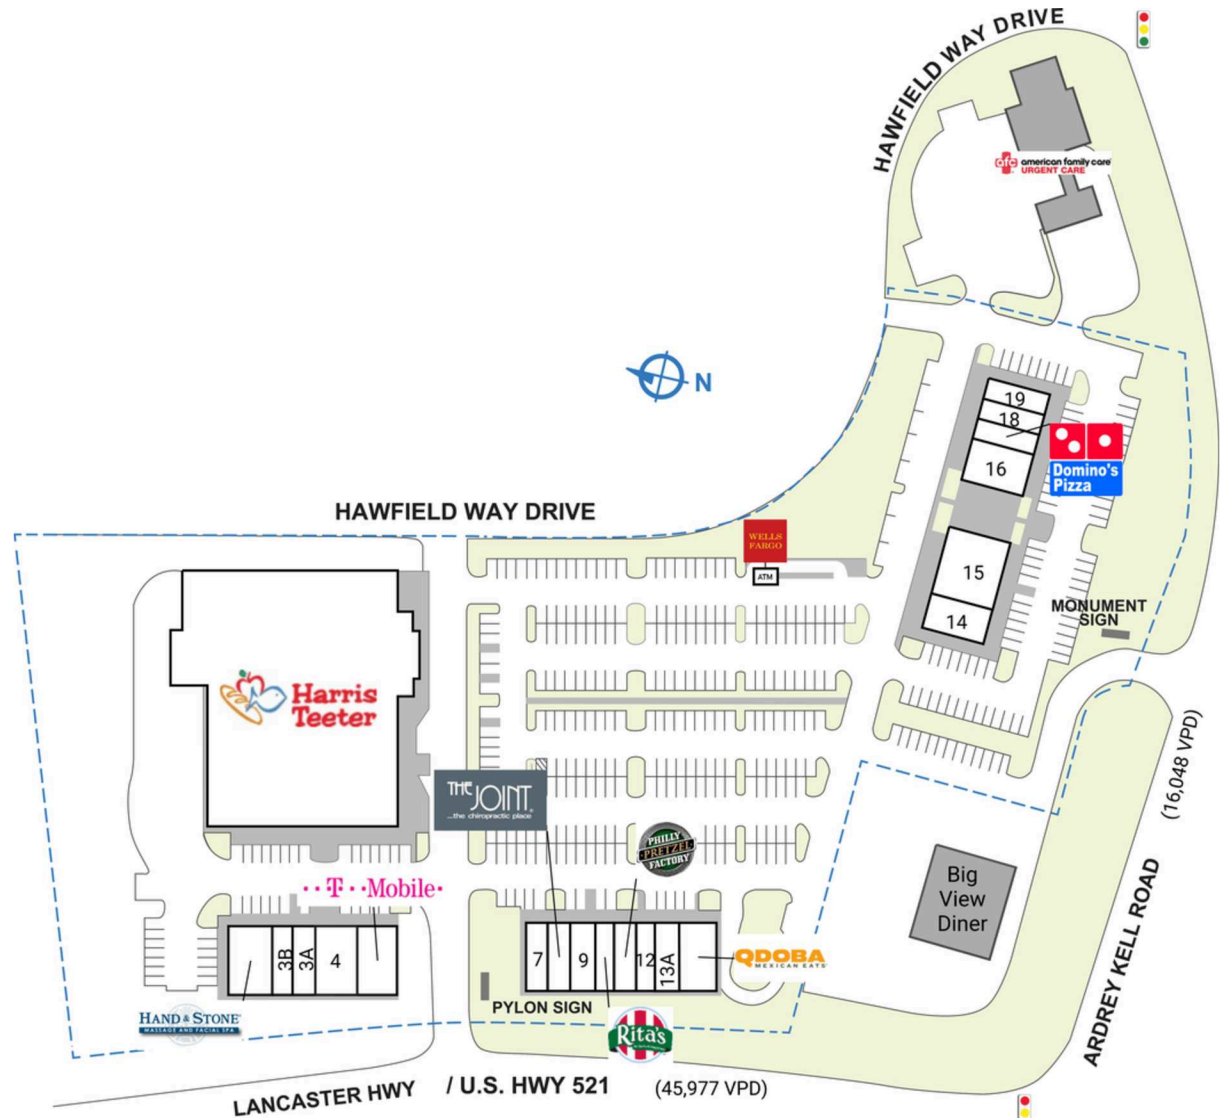 HAWFIELD WAY DRIVE
afc american family care
URGENT CARE
N
19
18
Domino's
Pizza
16
HAWFIELD WAY DRIVE
WELLS
FARGO
ATM
15
14
MONUMENT
SIGN
Harris
Teeter
THE
JOINT
...the chiropractic place
PHILLY
PRETZEL
FACTORY
(16,048 VPD)
T Mobile
Big
View
Diner
ARDREY KELL ROAD
3B
3A
4
7
9
12
13A
QDOBA
MEXICAN EATS
HAND & STONE
MASSAGE AND FACIAL SPA
PYLON SIGN
Rita's
LANCASTER HWY / U.S. HWY 521 (45,977 VPD)